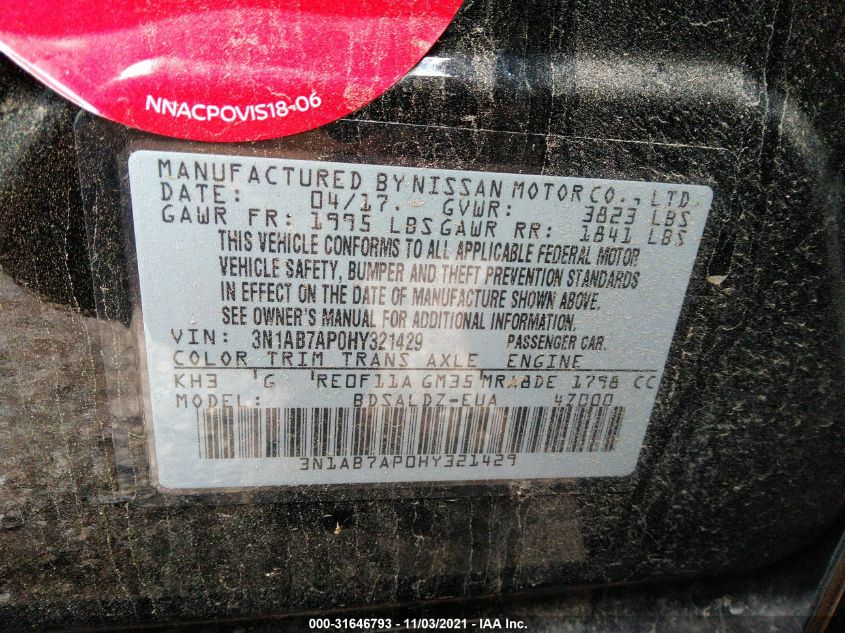 NNACPOVIS18-06
MANUFACTURED BY NISSAN MOTOR CO., LTD.
DATE: 04/17. GVWR: 3823 LBS
GAWR FR: 1995 LBS GAWR RR: 1841 LBS
THIS VEHICLE CONFORMS TO ALL APPLICABLE FEDERAL MOTOR
VEHICLE SAFETY, BUMPER AND THEFT PREVENTION STANDARDS
IN EFFECT ON THE DATE OF MANUFACTURE SHOWN ABOVE.
SEE OWNER'S MANUAL FOR ADDITIONAL INFORMATION.
VIN: 3N1AB7AP0HY321429 PASSENGER CAR.
COLOR TRIM TRANS AXLE ENGINE
KH3 G RE0F11A GM35 MRA8DE 1798 CC
MODEL: BDSALDZ-EUA 47000
3N1AB7AP0HY321429
000-31646793 - 11/03/2021 - IAA Inc.